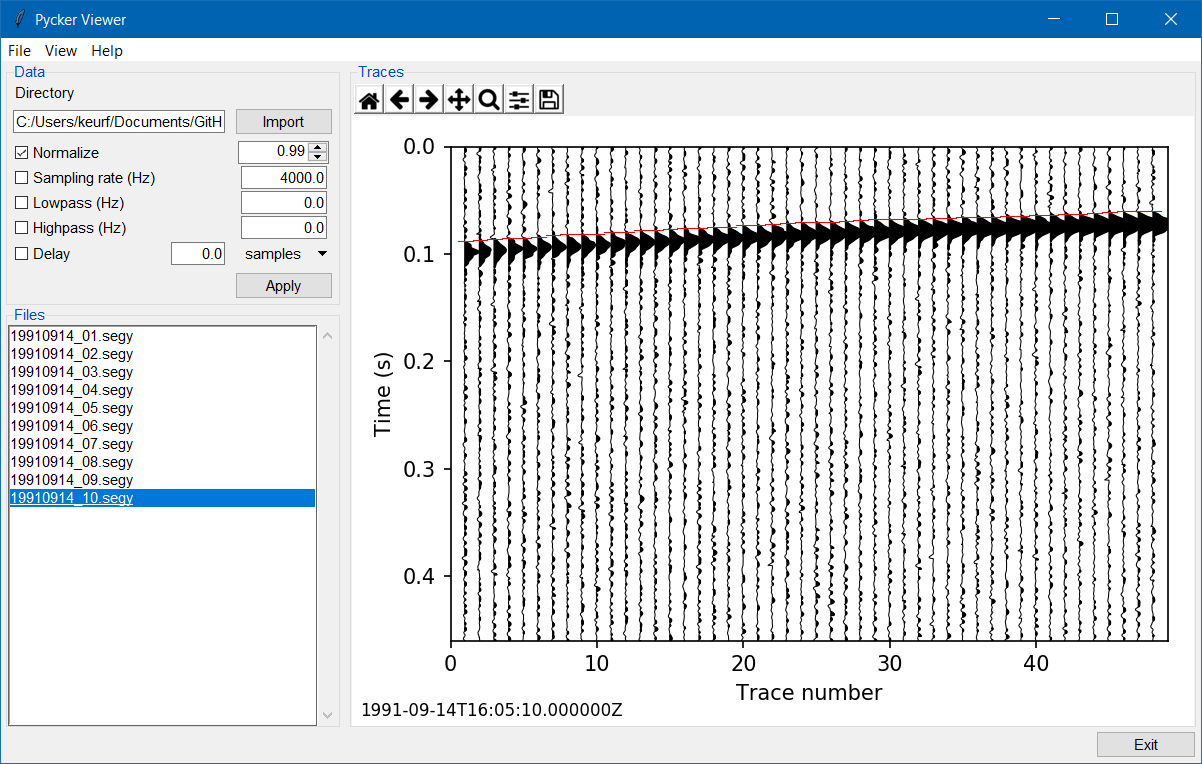 Pycker Viewer
File View Help
Data
Directory
C:/Users/keurf/Documents/GitH
Import
Normalize 0.99
Sampling rate (Hz) 4000.0
Lowpass (Hz) 0.0
Highpass (Hz) 0.0
Delay 0.0 samples
Apply
Files
19910914_01.segy
19910914_02.segy
19910914_03.segy
19910914_04.segy
19910914_05.segy
19910914_06.segy
19910914_07.segy
19910914_08.segy
19910914_09.segy
19910914_10.segy
Traces
0.0
0.1
0.2
0.3
0.4
Time (s)
0 10 20 30 40
Trace number
1991-09-14T16:05:10.000000Z
Exit